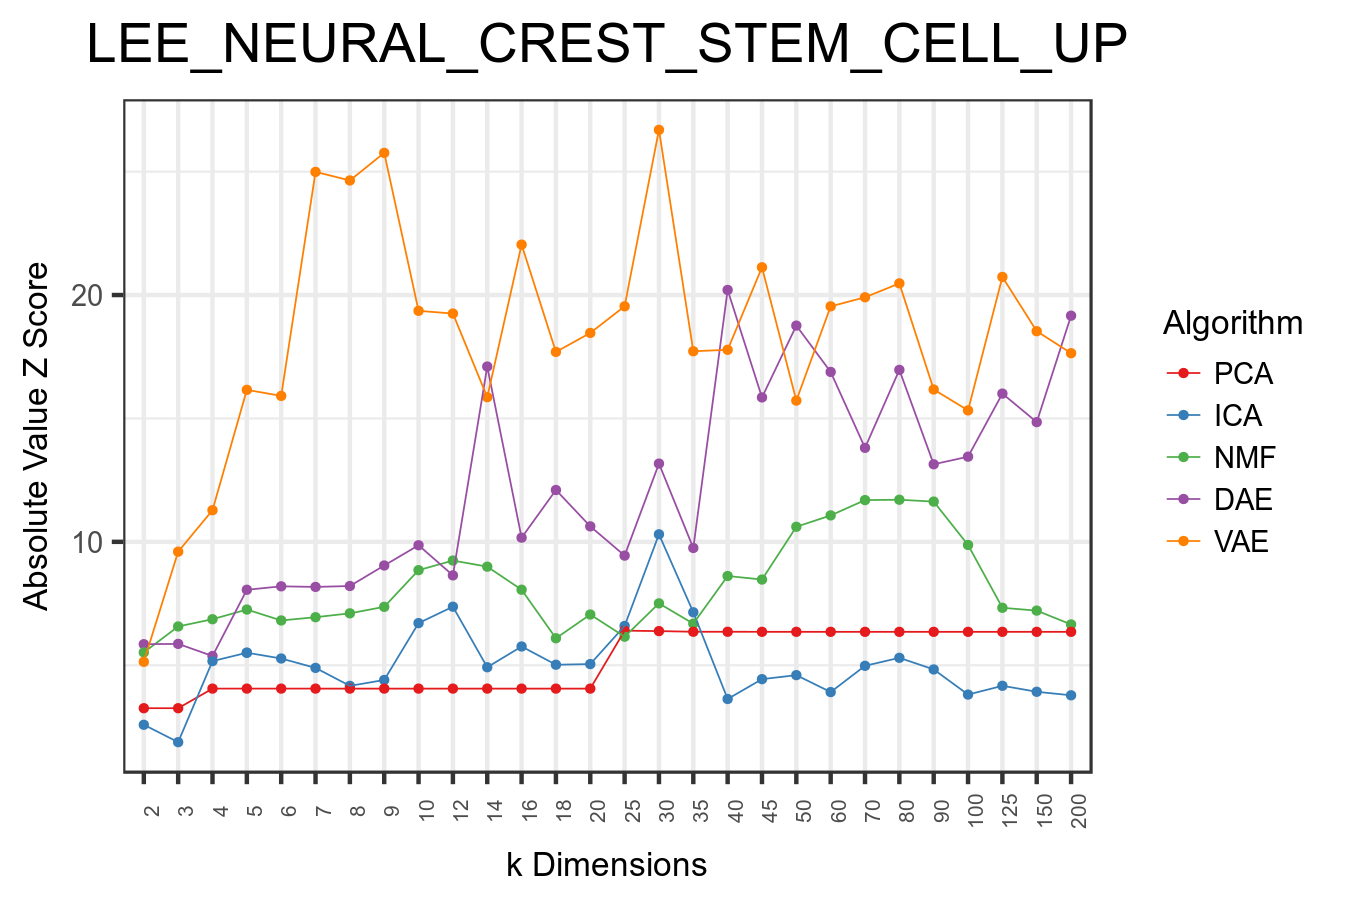 LEE_NEURAL_CREST_STEM_CELL_UP
Absolute Value Z Score
20
10
2 3 4 5 6 7 8 9 10 12 14 16 18 20 25 30 35 40 45 50 60 70 80 90 100 125 150 200
k Dimensions
Algorithm
PCA
ICA
NMF
DAE
VAE